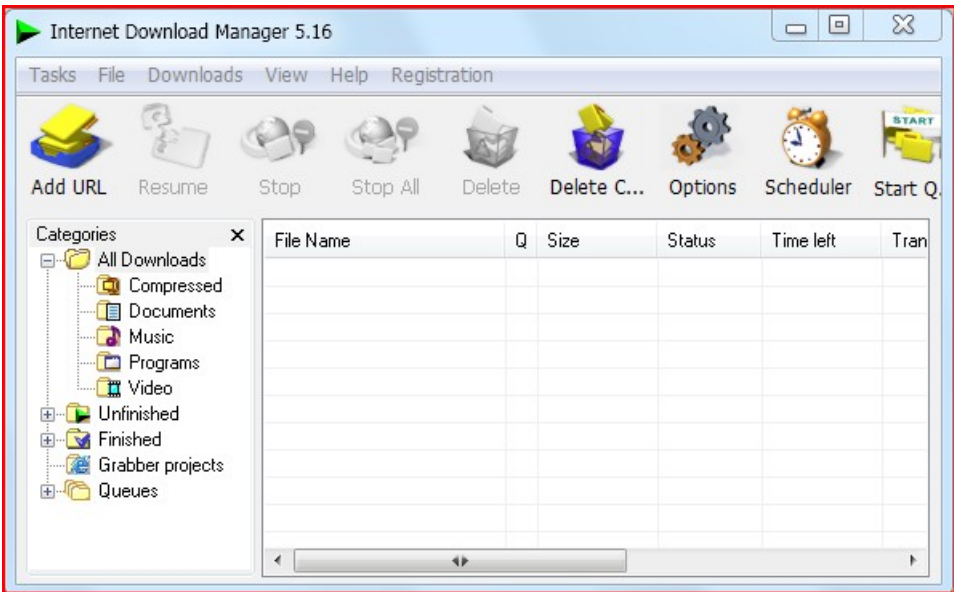 Internet Download Manager 5.16
Tasks File Downloads View Help Registration
START
Add URL Resume Stop Stop All Delete Delete C... Options Scheduler Start Q.
Categories
File Name Q Size Status Time left Tran
All Downloads
Compressed
Documents
Music
Programs
Video
Unfinished
Finished
Grabber projects
Queues